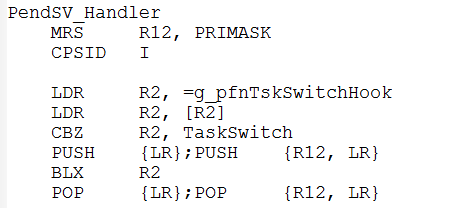 PendSV_Handler
MRS R12, PRIMASK
CPSID I
LDR R2, =g_pfnTskSwitchHook
LDR R2, [R2]
CBZ R2, TaskSwitch
PUSH {LR};PUSH {R12, LR}
BLX R2
POP {LR};POP {R12, LR}